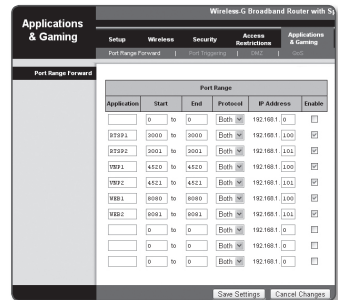 Wireless-G Broadband Router with Sp
Applications & Gaming
Setup Wireless Security Access Restrictions Applications & Gaming
Port Range Forward | Port Triggering | DMZ | QoS
Port Range Forward
Port Range
Application Start End Protocol IP Address Enable
0 to 0 Both 192.168.1. 0
RTSP1 3000 to 3000 Both 192.168.1. 100
RTSP2 3001 to 3001 Both 192.168.1. 101
VNP1 4520 to 4520 Both 192.168.1. 100
VNP2 4521 to 4521 Both 192.168.1. 101
WEB1 8080 to 8080 Both 192.168.1. 100
WEB2 8081 to 8081 Both 192.168.1. 101
0 to 0 Both 192.168.1. 0
0 to 0 Both 192.168.1. 0
0 to 0 Both 192.168.1. 0
Save Settings Cancel Changes